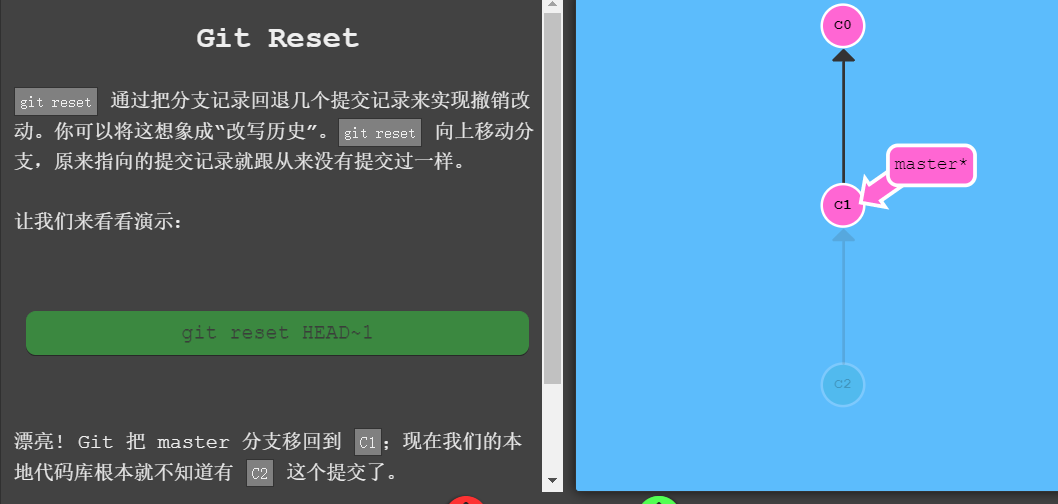 Git Reset
git reset 通过把分支记录回退几个提交记录来实现撤销改
动。你可以将这想象成“改写历史”。git reset 向上移动分
支，原来指向的提交记录就跟从来没有提交过一样。
让我们来看看演示：
git reset HEAD~1
漂亮! Git 把 master 分支移回到 C1；现在我们的本
地代码库根本就不知道有 C2 这个提交了。
C0
master*
C1
C2